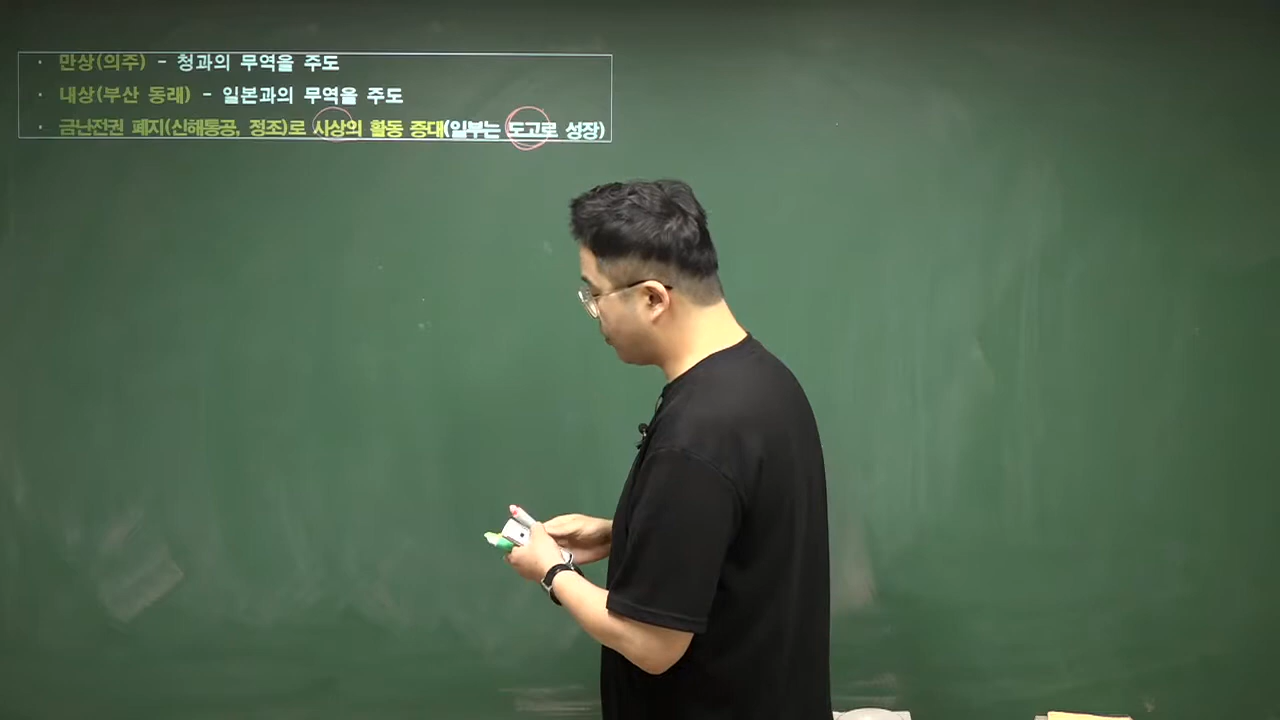 · 만상(의주) - 청과의 무역을 주도
· 내상(부산 동래) - 일본과의 무역을 주도
· 금난전권 폐지(신해통공, 정조)로 사상의 활동 증대(일부는 도고로 성장)